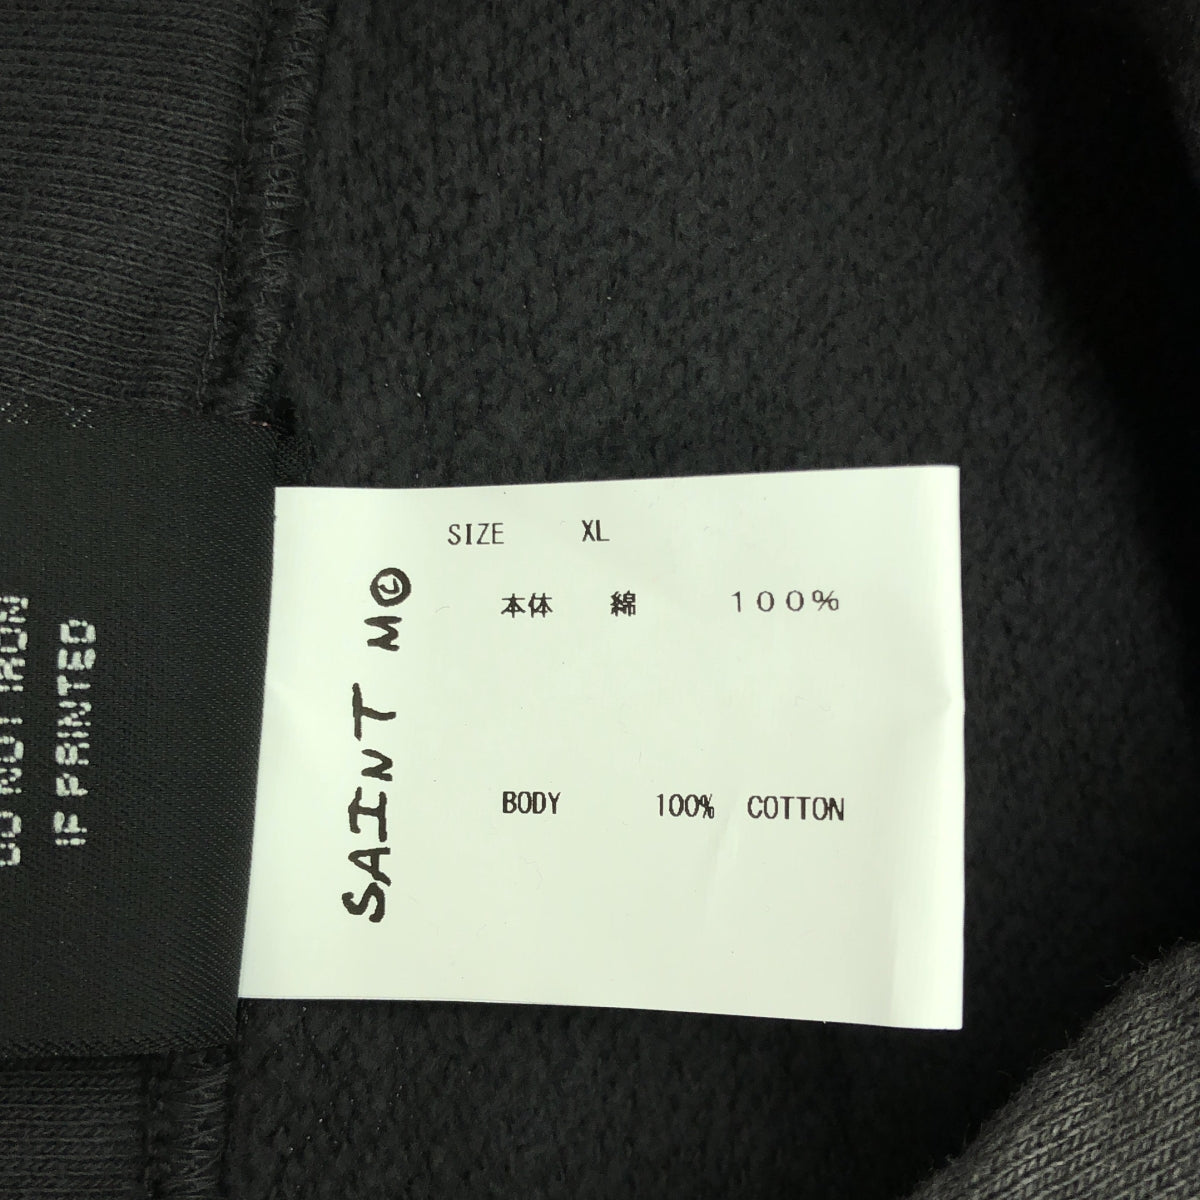 SIZE XL
本体 綿 １００％
BODY 100% COTTON
SAINT M
DO NOT IRON
IF PRINTED